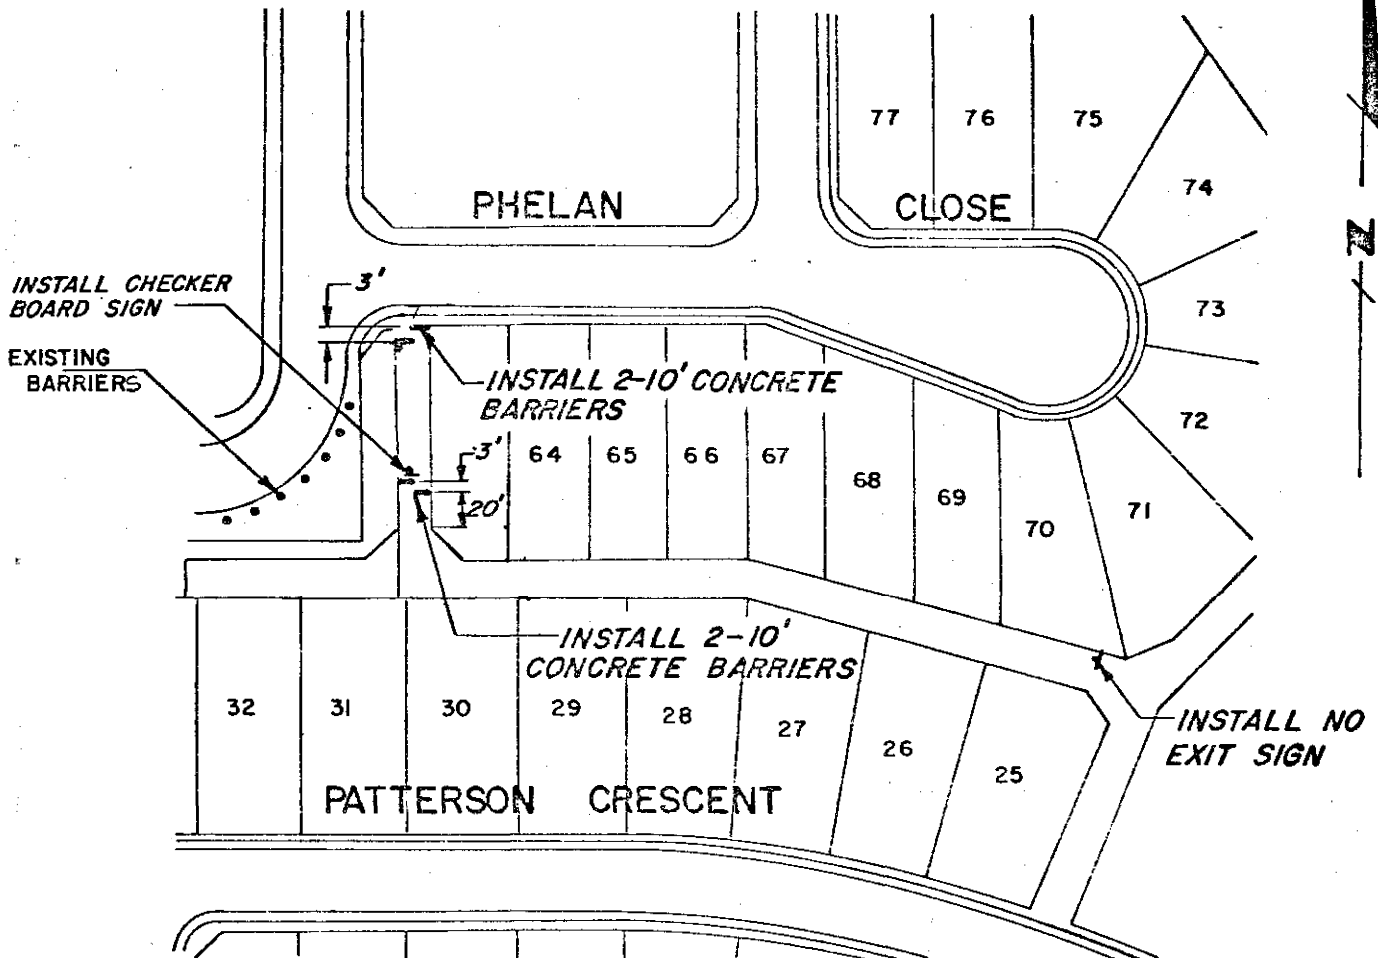 77
76
75
74
PHELAN
CLOSE
Z
INSTALL CHECKER
BOARD SIGN
3'
73
EXISTING
BARRIERS
INSTALL 2-10' CONCRETE
BARRIERS
72
3'
64
65
66
67
68
69
70
71
20'
INSTALL 2-10'
CONCRETE BARRIERS
32
31
30
29
28
27
26
25
INSTALL NO
EXIT SIGN
PATTERSON CRESCENT